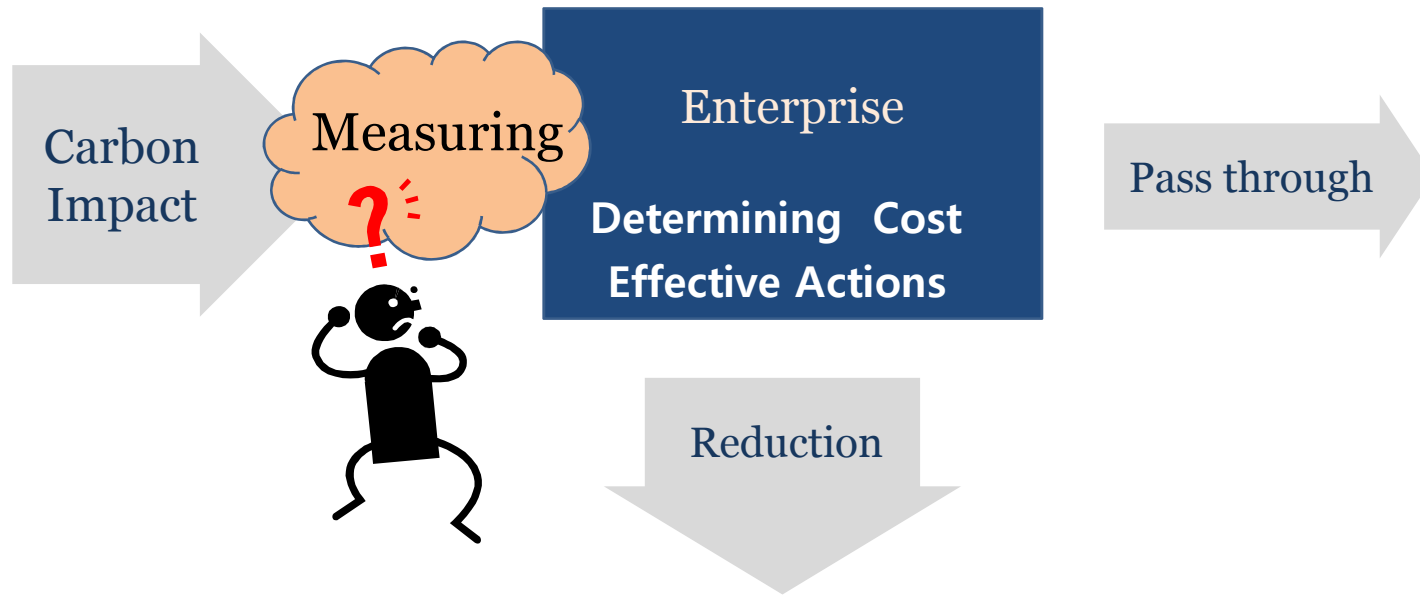 Carbon
Impact
Measuring
?
Enterprise
Determining Cost
Effective Actions
Pass through
Reduction